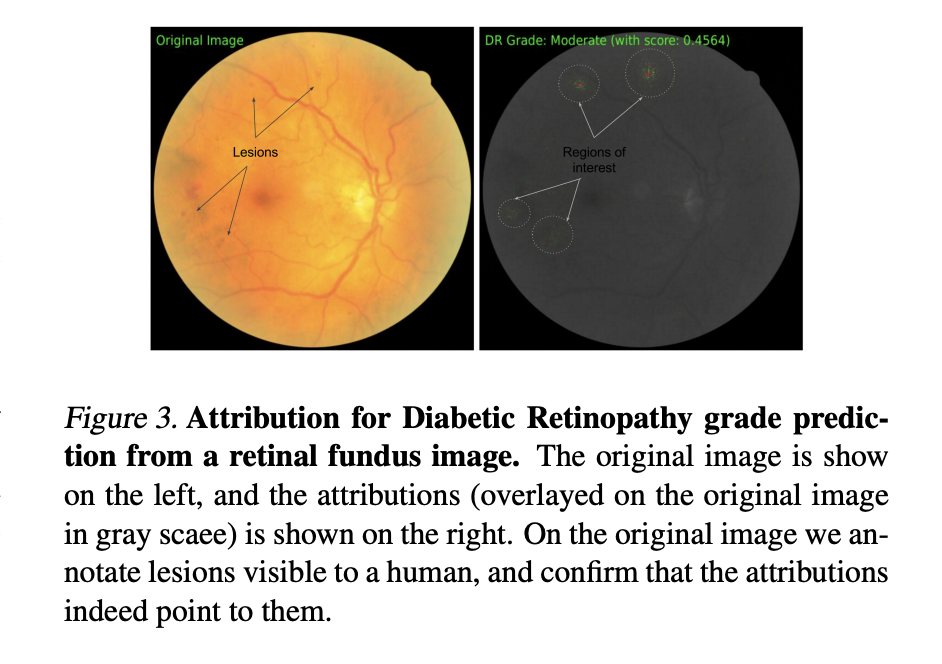 Original Image
DR Grade: Moderate (with score: 0.4564)
Lesions
Regions of
interest
Figure 3. Attribution for Diabetic Retinopathy grade predic-
tion from a retinal fundus image. The original image is show
on the left, and the attributions (overlayed on the original image
in gray scaee) is shown on the right. On the original image we an-
notate lesions visible to a human, and confirm that the attributions
indeed point to them.